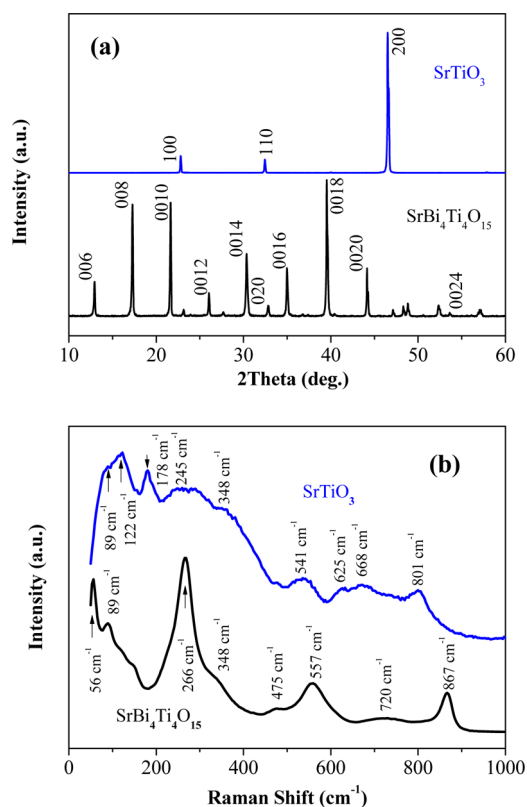 (a)
Intensity (a.u.)
200
SrTiO₃
100
110
SrBi₄Ti₄O₁₅
006
008
0010
0012
0014
020
0016
0018
0020
0024
10 20 30 40 50 60
2Theta (deg.)
(b)
Intensity (a.u.)
SrTiO₃
89 cm⁻¹
122 cm⁻¹
178 cm⁻¹
245 cm⁻¹
348 cm⁻¹
541 cm⁻¹
625 cm⁻¹
668 cm⁻¹
801 cm⁻¹
56 cm⁻¹
89 cm⁻¹
266 cm⁻¹
348 cm⁻¹
475 cm⁻¹
557 cm⁻¹
720 cm⁻¹
867 cm⁻¹
SrBi₄Ti₄O₁₅
0 200 400 600 800 1000
Raman Shift (cm⁻¹)